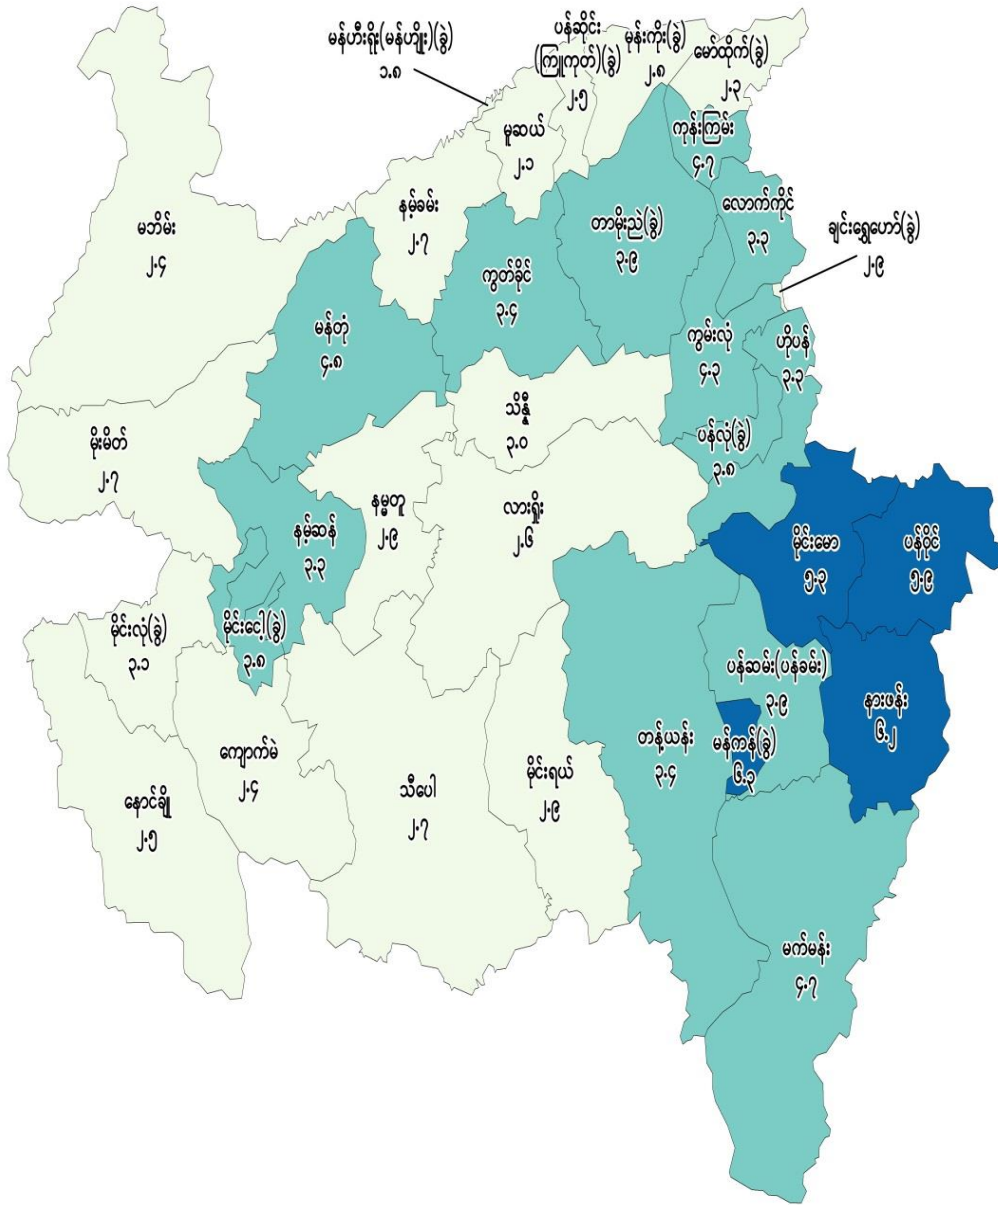 မန်ဟီးရိုး(မန်ဟျိုး)(ခွဲ)
၁.၈
ပန်ဆိုင်း
(ကြူကုတ်)(ခွဲ)
၂.၅
မုန်းကိုး(ခွဲ)
၂.၈
မော်ထိုက်(ခွဲ)
၂.၃
မူဆယ်
၂.၁
ကုန်းကြမ်း
၄.၇
နမ့်ခမ်း
၂.၇
လောက်ကိုင်
၃.၃
တာမိုးညဲ(ခွဲ)
၃.၉
ချင်းရွှေဟော်(ခွဲ)
၂.၉
မဘိမ်း
၂.၄
ကွတ်ခိုင်
၃.၄
မန်တုံ
၄.၈
ကွမ်းလုံ
၄.၃
ဟိုပန်
၃.၃
သိန္နီ
၃.၀
မိုးမိတ်
၂.၇
ပန်လုံ(ခွဲ)
၃.၈
နမ္မတူ
၂.၉
လားရှိုး
၂.၆
နမ့်ဆန်
၃.၃
မိုင်းမော
၅.၃
ပန်ဝိုင်
၅.၉
မိုင်းလုံ(ခွဲ)
၃.၁
မိုင်းငေါ့(ခွဲ)
၃.၈
ပန်ဆမ်း(ပန်ခမ်း)
၃.၉
နားဖန်း
၆.၂
ကျောက်မဲ
၂.၄
တန့်ယန်း
၃.၄
မန်ကန်(ခွဲ)
၆.၃
နောင်ချို
၂.၅
သီပေါ
၂.၇
မိုင်းရယ်
၂.၉
မက်မန်း
၄.၇